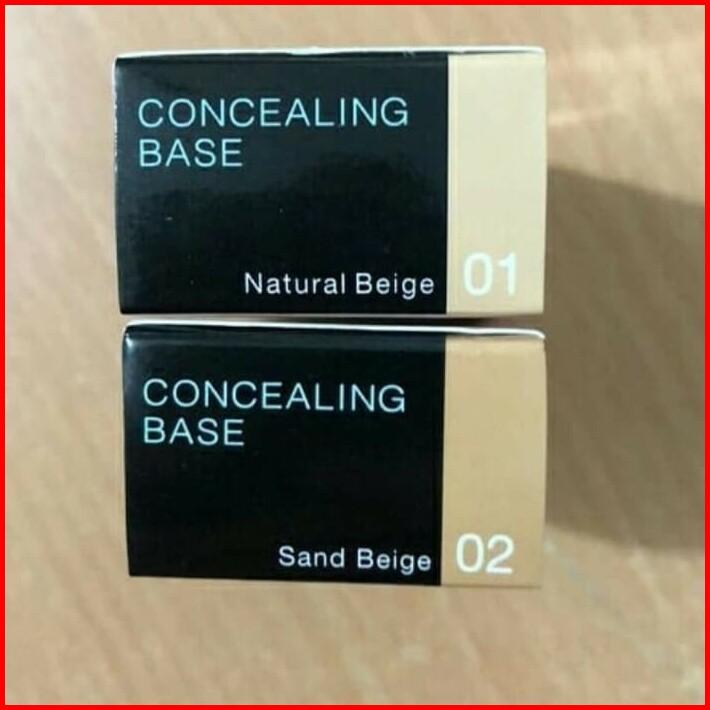 CONCEALING
BASE
Natural Beige 01
CONCEALING
BASE
Sand Beige 02